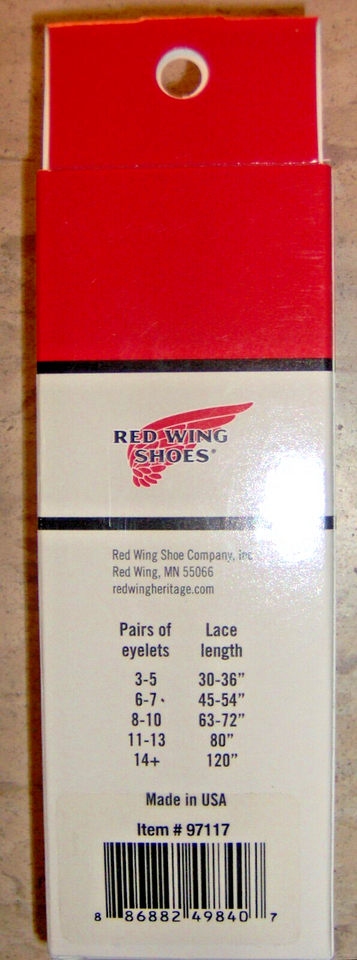 RED WING
SHOES®
Red Wing Shoe Company, Inc.
Red Wing, MN 55066
redwingheritage.com
Pairs of eyelets Lace length
3-5 30-36”
6-7 45-54”
8-10 63-72”
11-13 80”
14+ 120”
Made in USA
Item # 97117
8 86882 49840 7